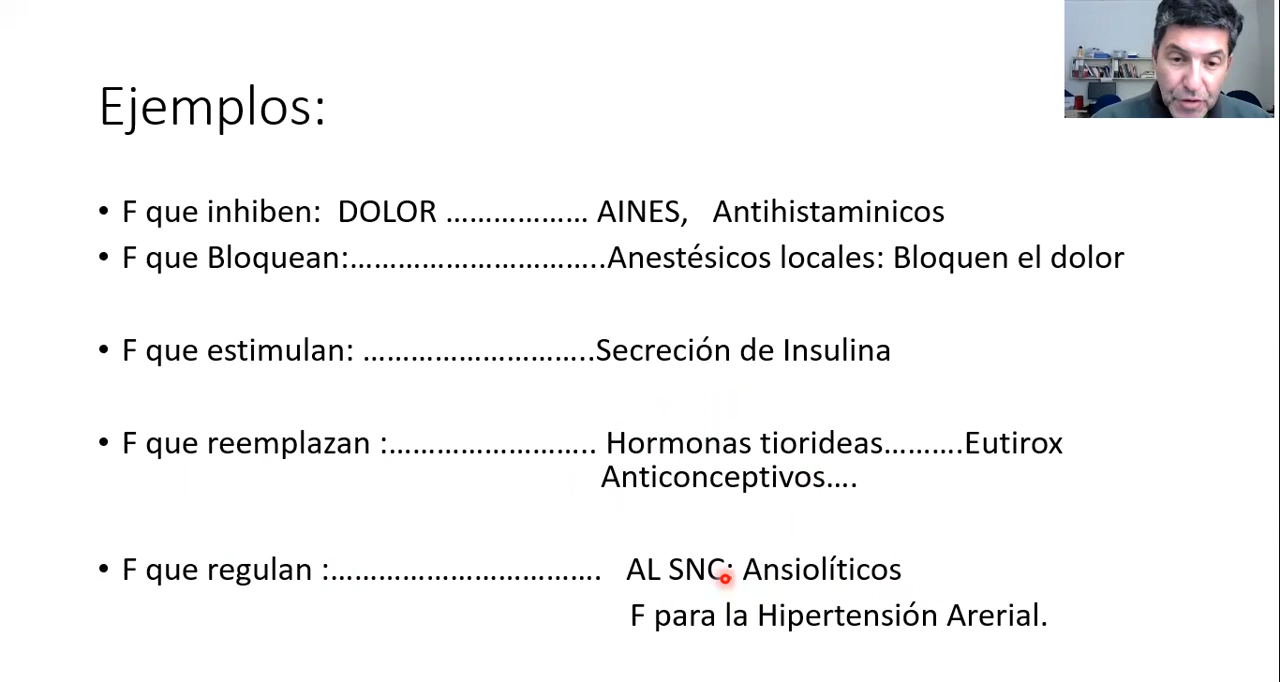 Ejemplos:
• F que inhiben:  DOLOR ……………… AINES,   Antihistaminicos
• F que Bloquean:……………………………..Anestésicos locales: Bloquen el dolor
• F que estimulan: ………………………..Secreción de Insulina
• F que reemplazan :…………………….. Hormonas tiorideas……….Eutirox
Anticonceptivos….
• F que regulan :…………………………….   AL SNC: Ansiolíticos
F para la Hipertensión Arerial.